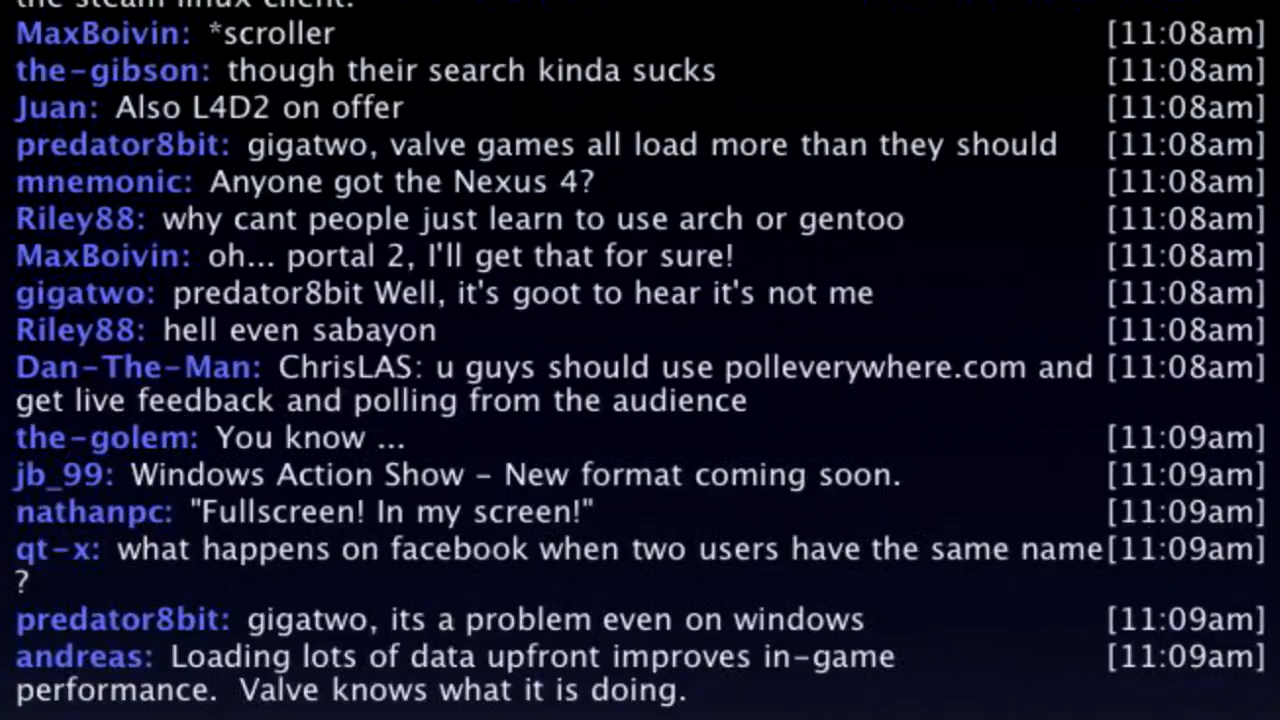 the steam linux client.
MaxBoivin: *scroller [11:08am]
the-gibson: though their search kinda sucks [11:08am]
Juan: Also L4D2 on offer [11:08am]
predator8bit: gigatwo, valve games all load more than they should [11:08am]
mnemonic: Anyone got the Nexus 4? [11:08am]
Riley88: why cant people just learn to use arch or gentoo [11:08am]
MaxBoivin: oh... portal 2, I'll get that for sure! [11:08am]
gigatwo: predator8bit Well, it's goot to hear it's not me [11:08am]
Riley88: hell even sabayon [11:08am]
Dan-The-Man: ChrisLAS: u guys should use polleverywhere.com and [11:08am]
get live feedback and polling from the audience
the-golem: You know ... [11:09am]
jb_99: Windows Action Show - New format coming soon. [11:09am]
nathanpc: "Fullscreen! In my screen!" [11:09am]
qt-x: what happens on facebook when two users have the same name [11:09am]
?
predator8bit: gigatwo, its a problem even on windows [11:09am]
andreas: Loading lots of data upfront improves in-game [11:09am]
performance.  Valve knows what it is doing.